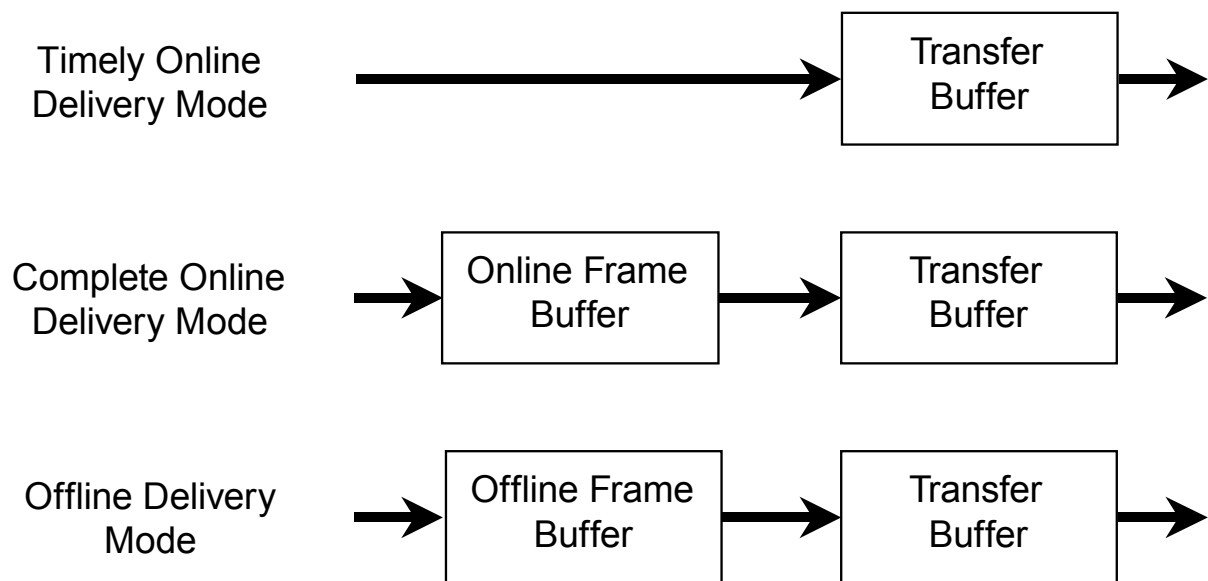 Timely Online
Delivery Mode
Transfer
Buffer
Complete Online
Delivery Mode
Online Frame
Buffer
Transfer
Buffer
Offline Delivery
Mode
Offline Frame
Buffer
Transfer
Buffer